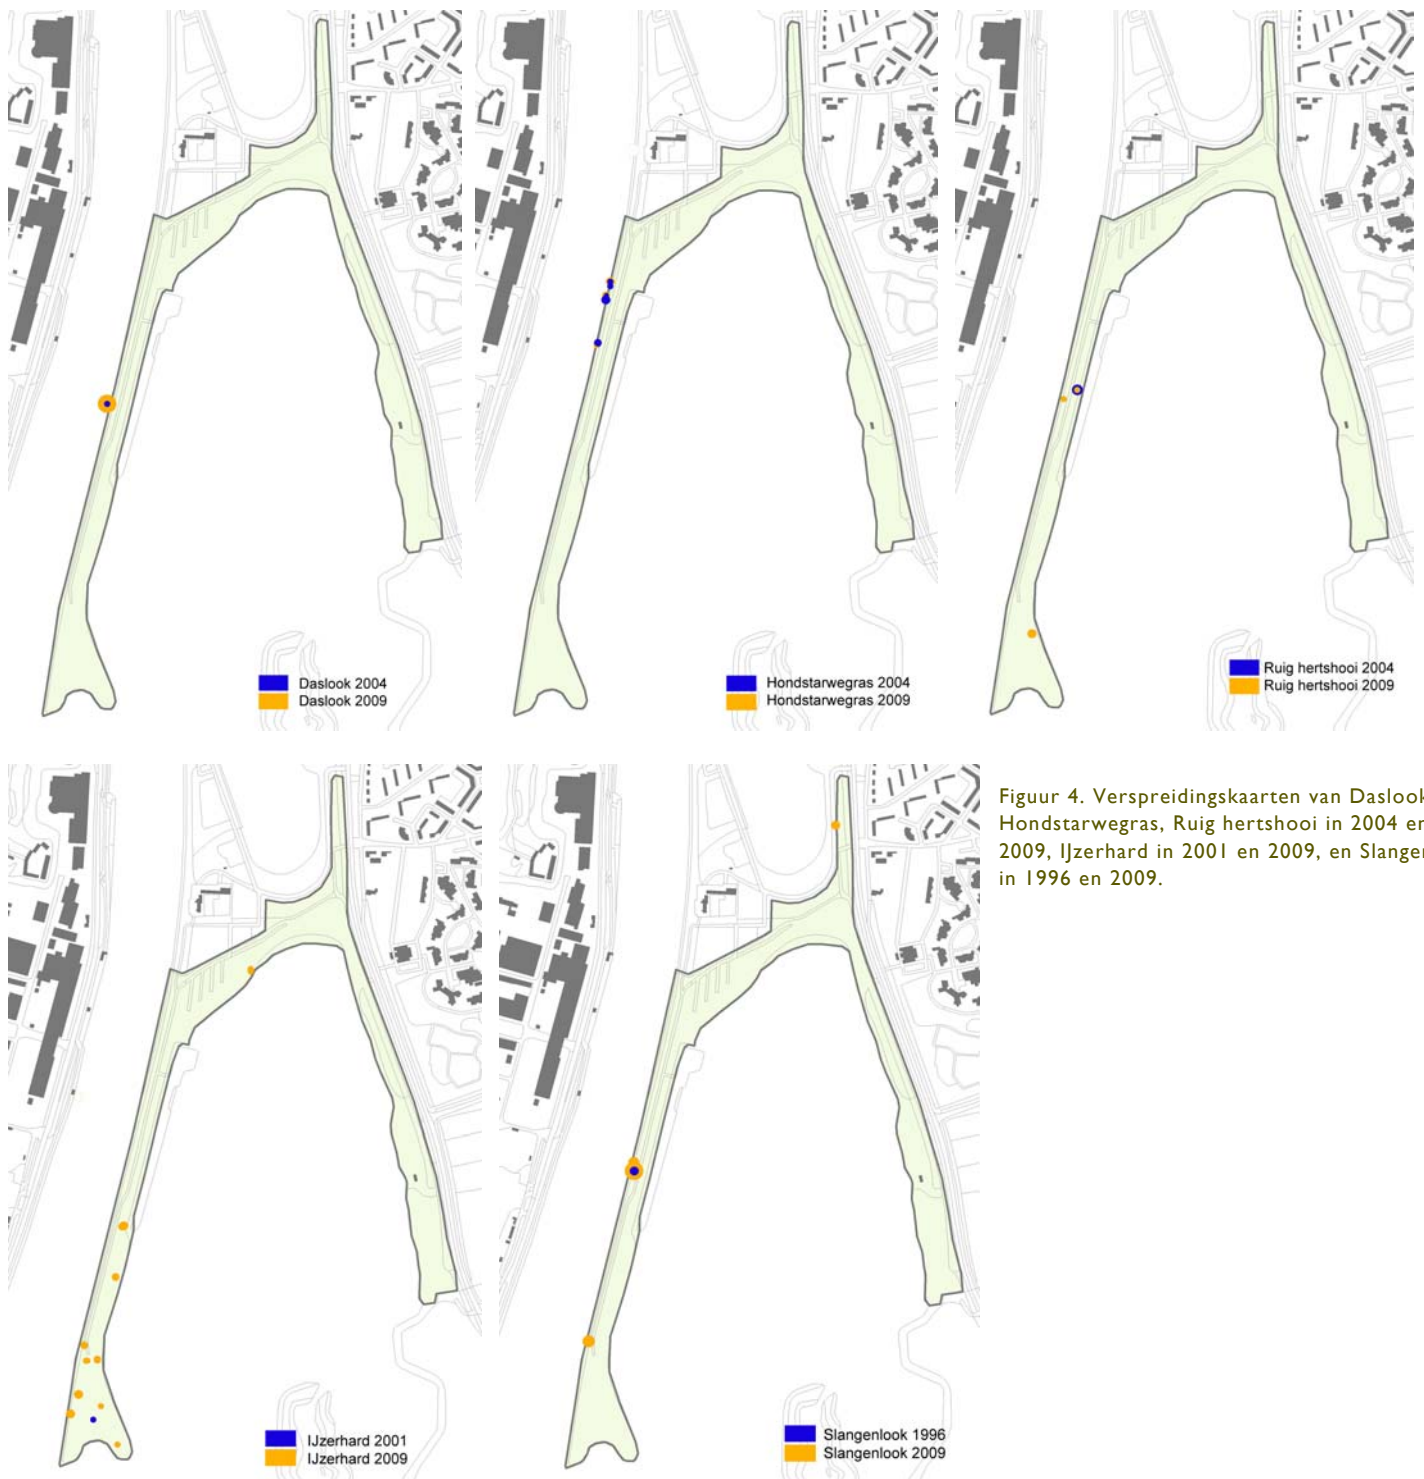 Daslook 2004
Daslook 2009
Hondstarwegras 2004
Hondstarwegras 2009
Ruig hertshooi 2004
Ruig hertshooi 2009
IJzerhard 2001
IJzerhard 2009
Slangenlook 1996
Slangenlook 2009
Figuur 4. Verspreidingskaarten van Daslook
Hondstarwegras, Ruig hertshooi in 2004 en
2009, IJzerhard in 2001 en 2009, en
in 1996 en 2009.